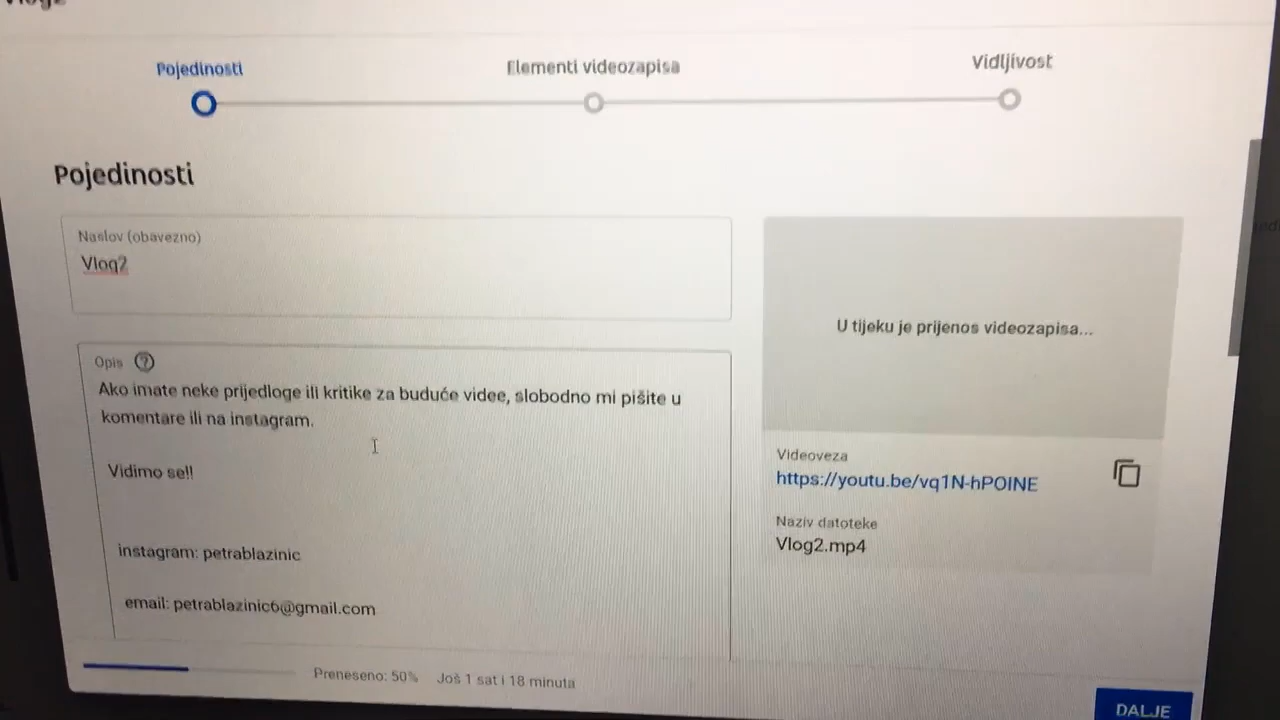 Vlog2
Pojedinosti
Elementi videozapisa
Vidljivost
Pojedinosti
Naslov (obavezno)
Vlog2
U tijeku je prijenos videozapisa...
Opis
Ako imate neke prijedloge ili kritike za buduće videe, slobodno mi pišite u
komentare ili na instagram.
Vidimo se!!
instagram: petrablazinic
email: petrablazinic6@gmail.com
Videoveza
https://youtu.be/vq1N-hPOINE
Naziv datoteke
Vlog2.mp4
Preneseno: 50%
Još 1 sat i 18 minuta
DALJE